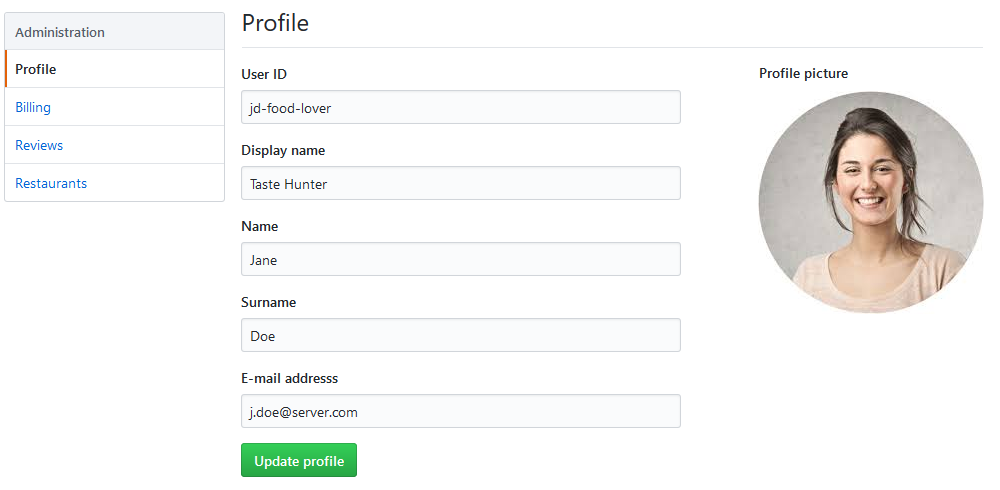 Administration
Profile
Billing
Reviews
Restaurants
Profile
User ID
jd-food-lover
Display name
Taste Hunter
Name
Jane
Surname
Doe
E-mail addresss
j.doe@server.com
Update profile
Profile picture